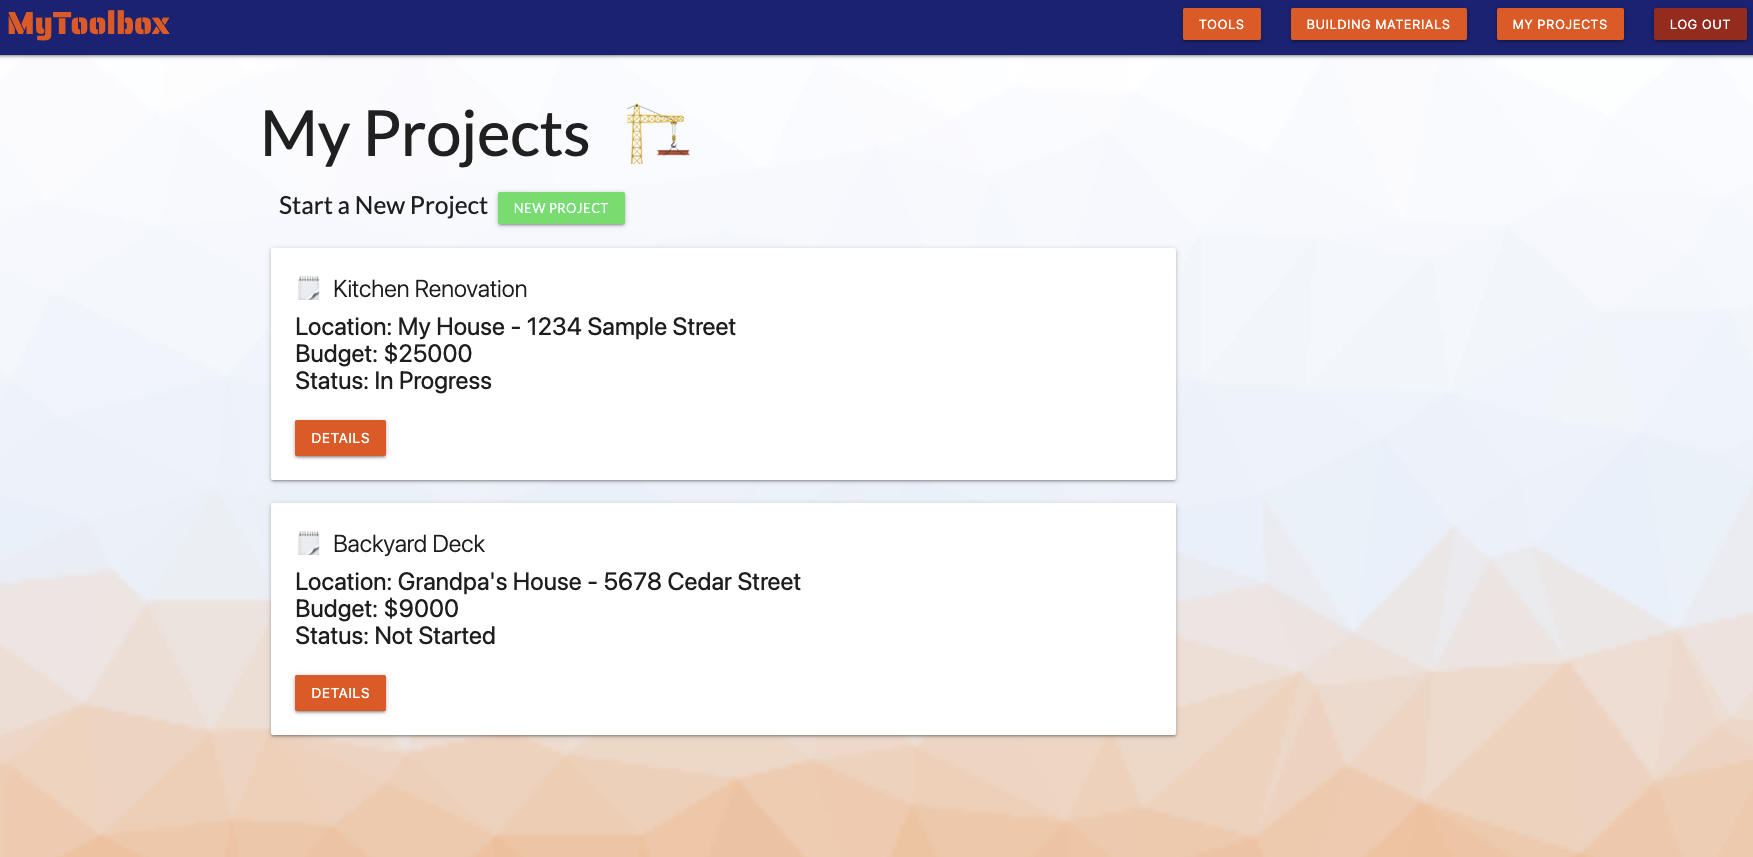 MyToolbox
TOOLS
BUILDING MATERIALS
MY PROJECTS
LOG OUT
My Projects
Start a New Project
NEW PROJECT
Kitchen Renovation
Location: My House - 1234 Sample Street
Budget: $25000
Status: In Progress
DETAILS
Backyard Deck
Location: Grandpa's House - 5678 Cedar Street
Budget: $9000
Status: Not Started
DETAILS